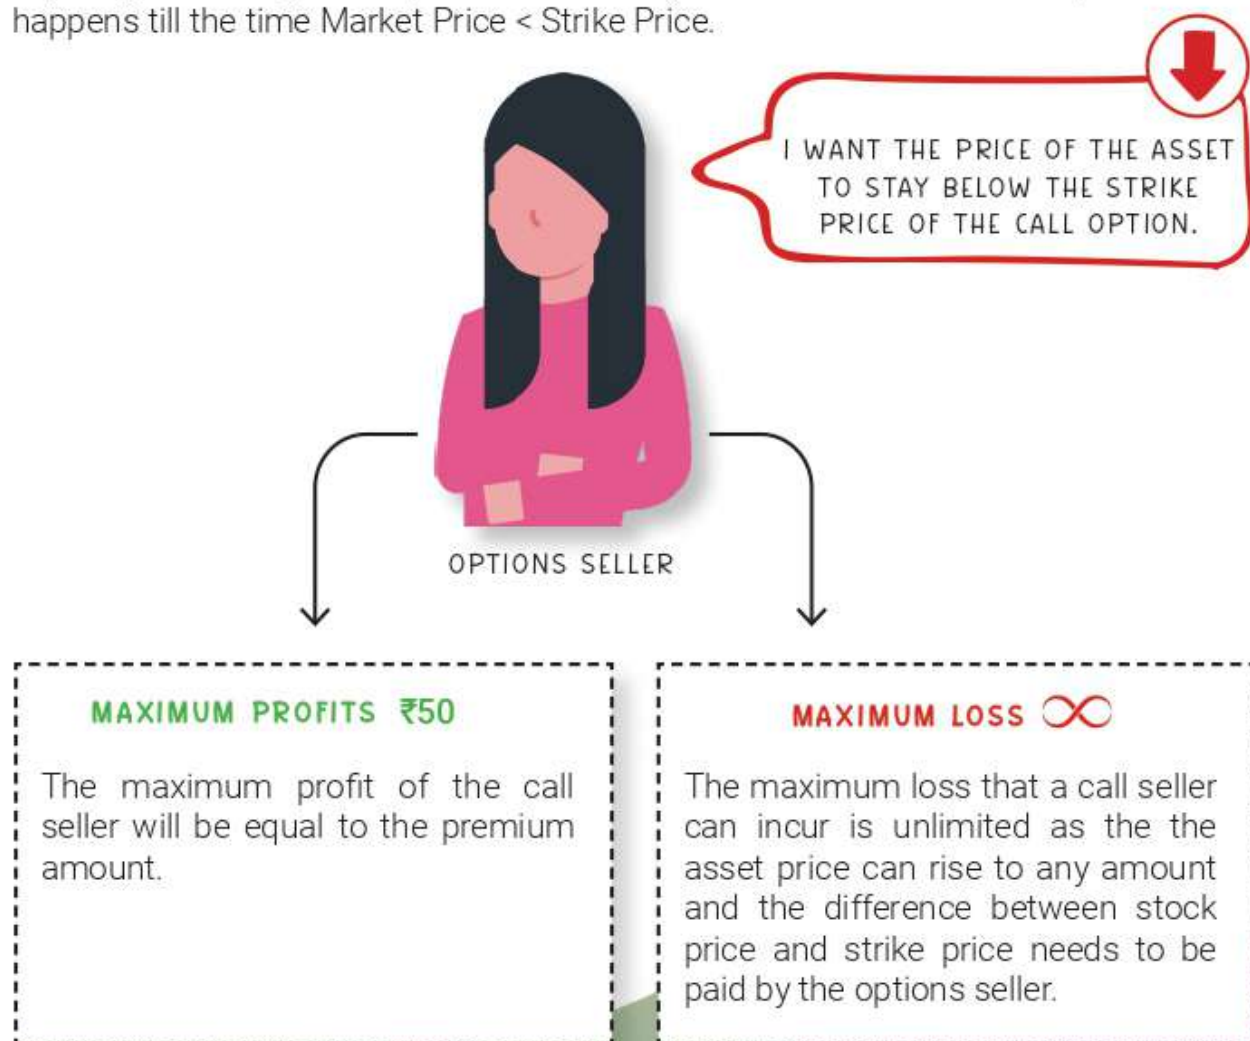 happens till the time Market Price < Strike Price.
I WANT THE PRICE OF THE ASSET
TO STAY BELOW THE STRIKE
PRICE OF THE CALL OPTION.
OPTIONS SELLER
MAXIMUM PROFITS ₹50
The maximum profit of the call
seller will be equal to the premium
amount.
MAXIMUM LOSS ∞
The maximum loss that a call seller
can incur is unlimited as the the
asset price can rise to any amount
and the difference between stock
price and strike price needs to be
paid by the options seller.